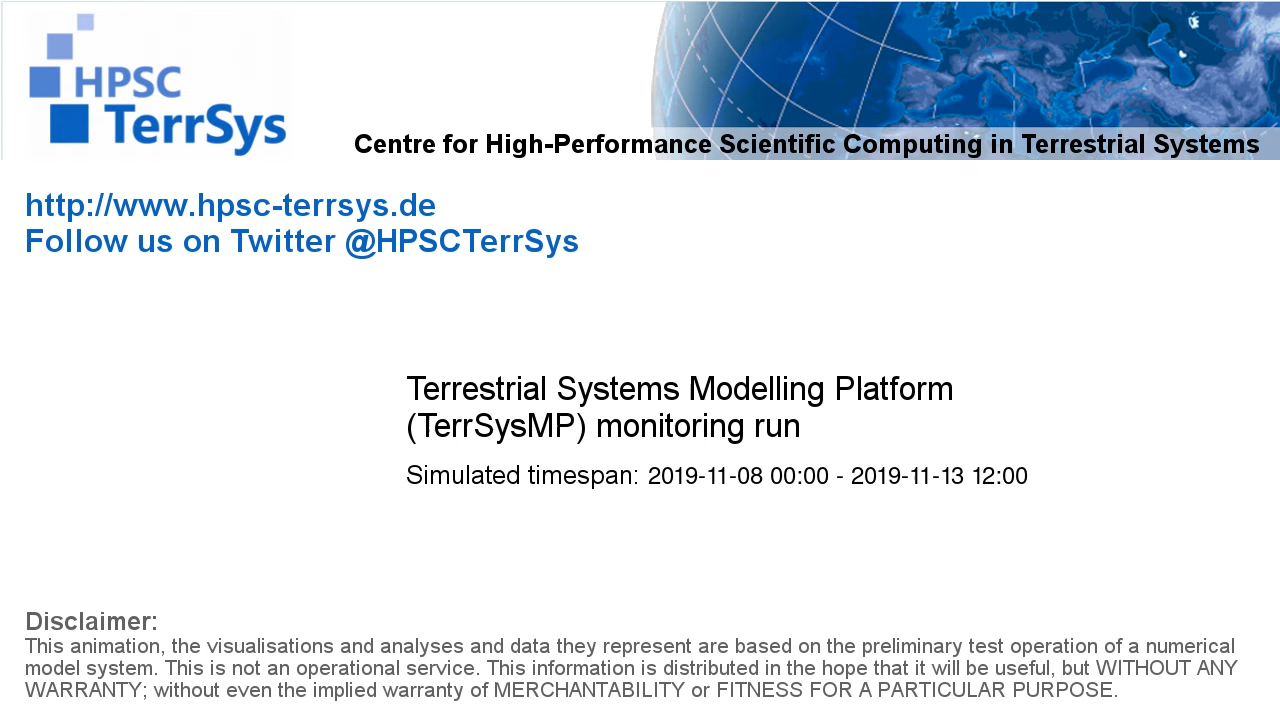 HPSC
TerrSys
Centre for High-Performance Scientific Computing in Terrestrial Systems
http://www.hpsc-terrsys.de
Follow us on Twitter @HPSCTerrSys
Terrestrial Systems Modelling Platform
(TerrSysMP) monitoring run
Simulated timespan: 2019-11-08 00:00 - 2019-11-13 12:00
Disclaimer:
This animation, the visualisations and analyses and data they represent are based on the preliminary test operation of a numerical
model system. This is not an operational service. This information is distributed in the hope that it will be useful, but WITHOUT ANY
WARRANTY; without even the implied warranty of MERCHANTABILITY or FITNESS FOR A PARTICULAR PURPOSE.